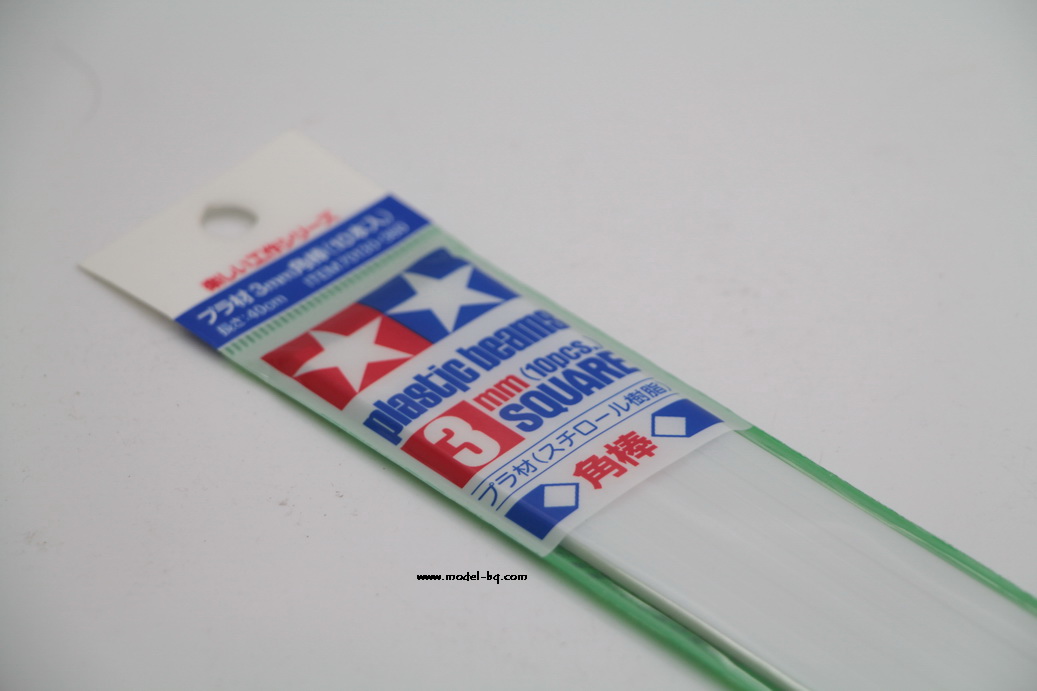 楽しい工作シリーズ
プラ材 3mm角棒(10本入)
長さ:40cm ITEM 70130
plastic beams
3 mm (10pcs.)
SQUARE
プラ材(スチロール樹脂)
角棒
www.model-bq.com